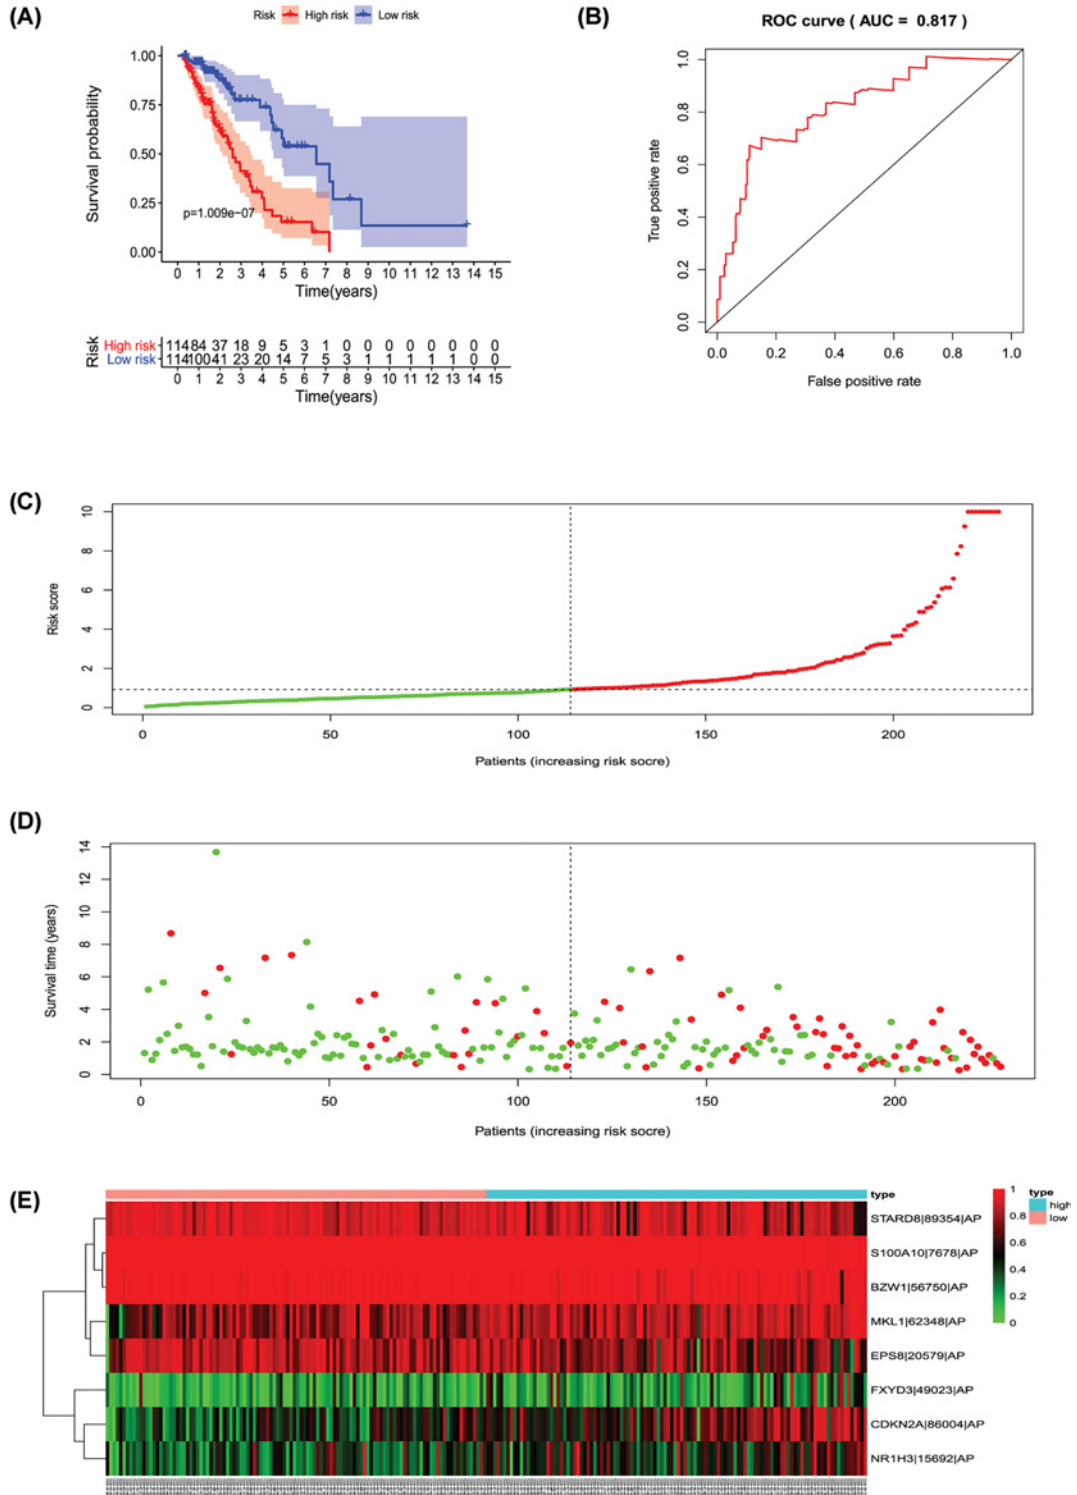 (A)
Risk High risk Low risk
Survival probability
1.00
0.75
0.50
0.25
0.00
p=1.009e−07
0 1 2 3 4 5 6 7 8 9 10 11 12 13 14 15
Time(years)
Risk
High risk 114 84 37 18 9 5 3 1 0 0 0 0 0 0 0 0
Low risk 114 100 41 23 20 14 7 5 3 1 1 1 1 1 0 0
0 1 2 3 4 5 6 7 8 9 10 11 12 13 14 15
Time(years)
(B)
ROC curve ( AUC = 0.817 )
True positive rate
1.0
0.8
0.6
0.4
0.2
0.0
0.0 0.2 0.4 0.6 0.8 1.0
False positive rate
(C)
Risk score
10
8
6
4
2
0
0 50 100 150 200
Patients (increasing risk socre)
(D)
Survival time (years)
14
12
10
8
6
4
2
0
0 50 100 150 200
Patients (increasing risk socre)
(E)
type
STARD8|89354|AP
S100A10|7678|AP
BZW1|56750|AP
MKL1|62348|AP
EPS8|20579|AP
FXYD3|49023|AP
CDKN2A|86004|AP
NR1H3|15692|AP
1
0.8
0.6
0.4
0.2
0
type
high
low